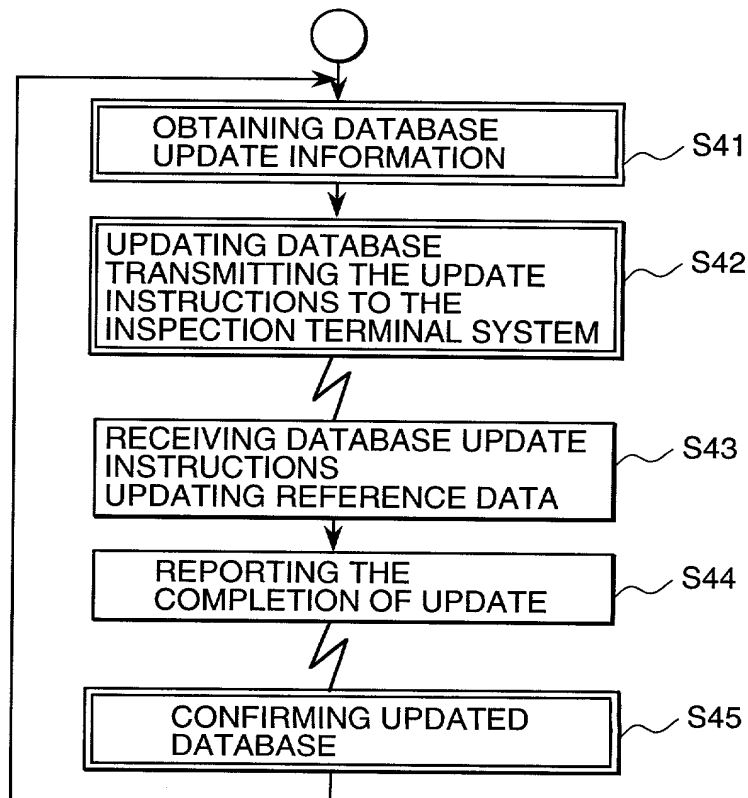 OBTAINING DATABASE
UPDATE INFORMATION
S41
UPDATING DATABASE
TRANSMITTING THE UPDATE
INSTRUCTIONS TO THE
INSPECTION TERMINAL SYSTEM
S42
RECEIVING DATABASE UPDATE
INSTRUCTIONS
UPDATING REFERENCE DATA
S43
REPORTING THE
COMPLETION OF UPDATE
S44
CONFIRMING UPDATED
DATABASE
S45